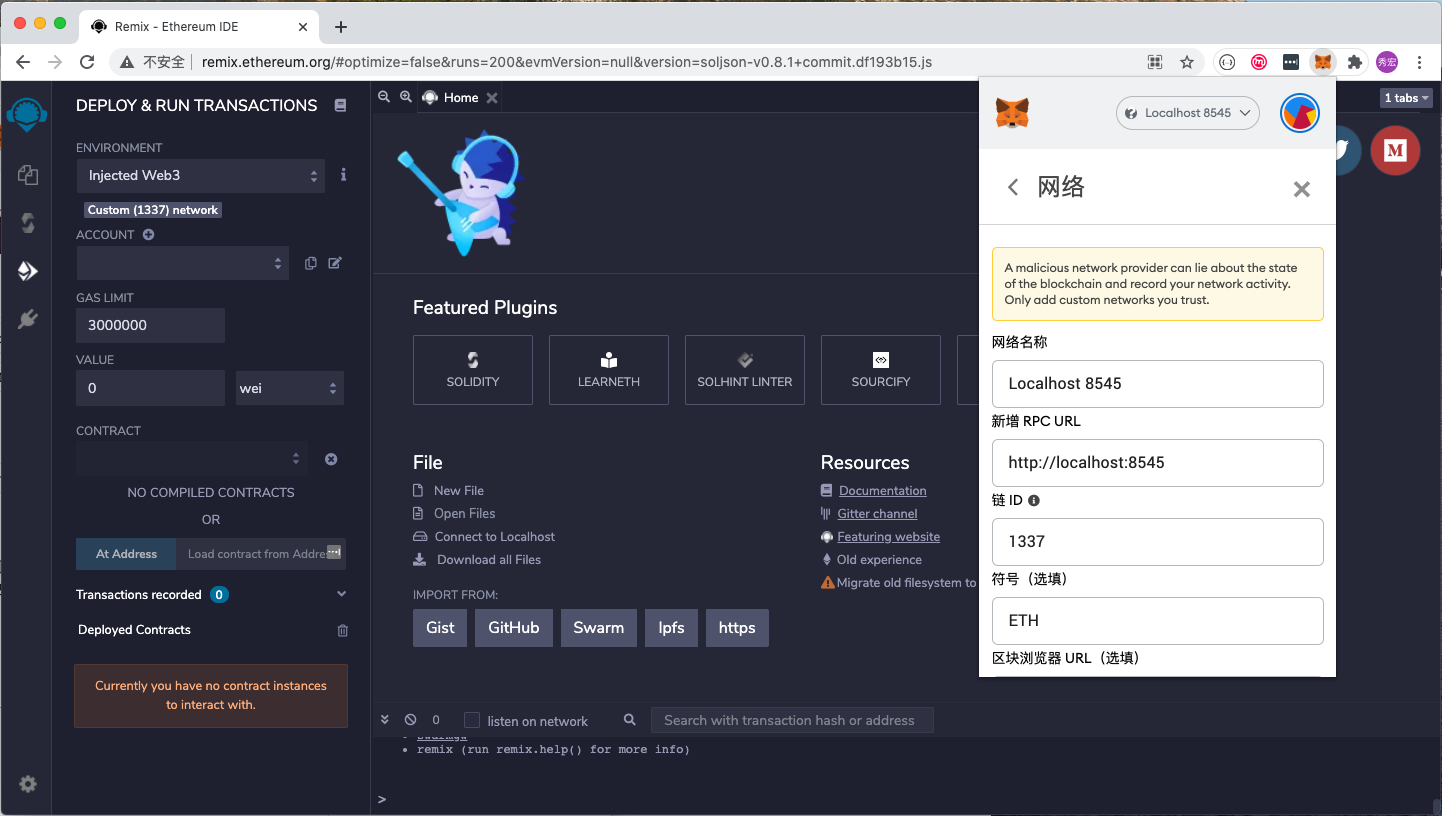 Remix - Ethereum IDE
不安全
remix.ethereum.org/#optimize=false&runs=200&evmVersion=null&version=soljson-v0.8.1+commit.df193b15.js
秀宏
DEPLOY & RUN TRANSACTIONS
ENVIRONMENT
Injected Web3
i
Custom (1337) network
ACCOUNT
GAS LIMIT
3000000
VALUE
0
wei
CONTRACT
NO COMPILED CONTRACTS
OR
At Address
Load contract from Addres
Transactions recorded 0
Deployed Contracts
Currently you have no contract instances
to interact with.
Home
1 tabs
Featured Plugins
SOLIDITY
LEARNETH
SOLHINT LINTER
SOURCIFY
File
New File
Open Files
Connect to Localhost
Download all Files
IMPORT FROM:
Gist
GitHub
Swarm
Ipfs
https
Resources
Documentation
Gitter channel
Featuring website
Old experience
Migrate old filesystem to
0
listen on network
Search with transaction hash or address
remix (run remix.help() for more info)
>
Localhost 8545
M
网络
A malicious network provider can lie about the state
of the blockchain and record your network activity.
Only add custom networks you trust.
网络名称
Localhost 8545
新增 RPC URL
http://localhost:8545
链 ID
1337
符号（选填）
ETH
区块浏览器 URL（选填）